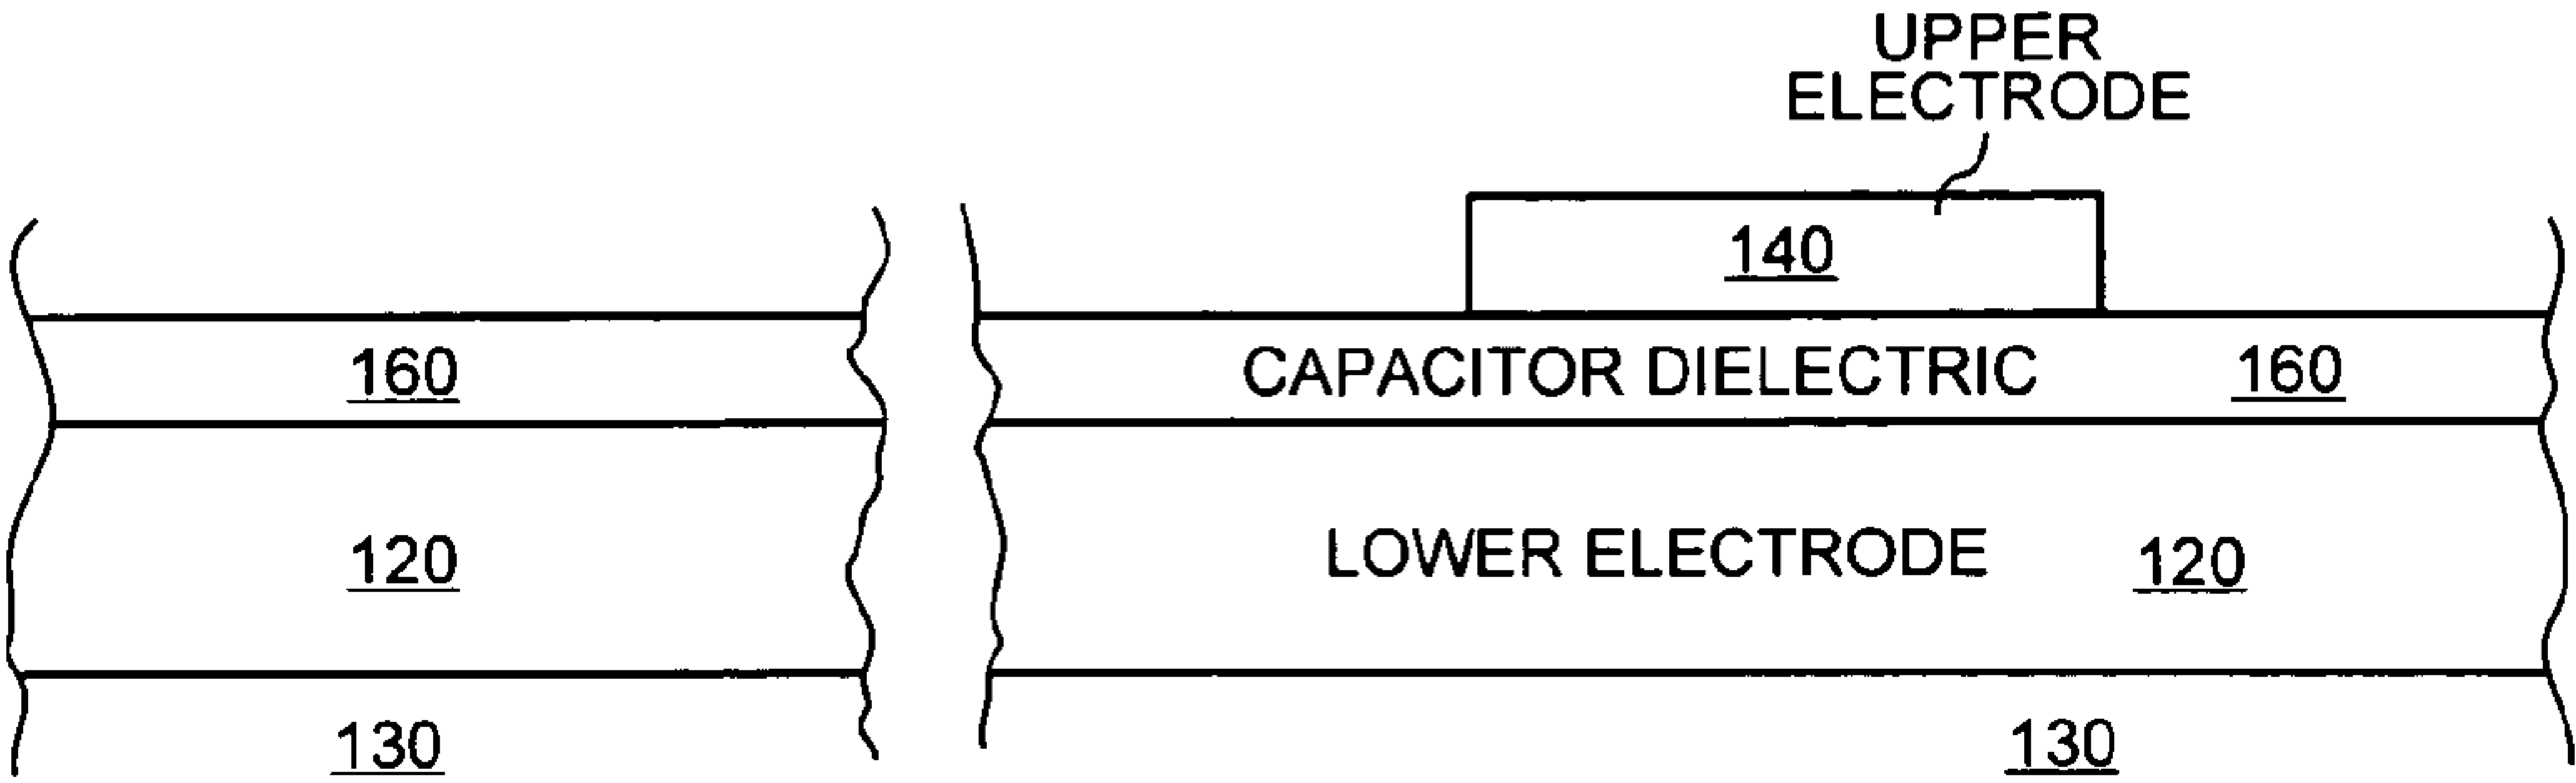 UPPER
ELECTRODE
140
160
CAPACITOR DIELECTRIC 160
120
LOWER ELECTRODE 120
130
130